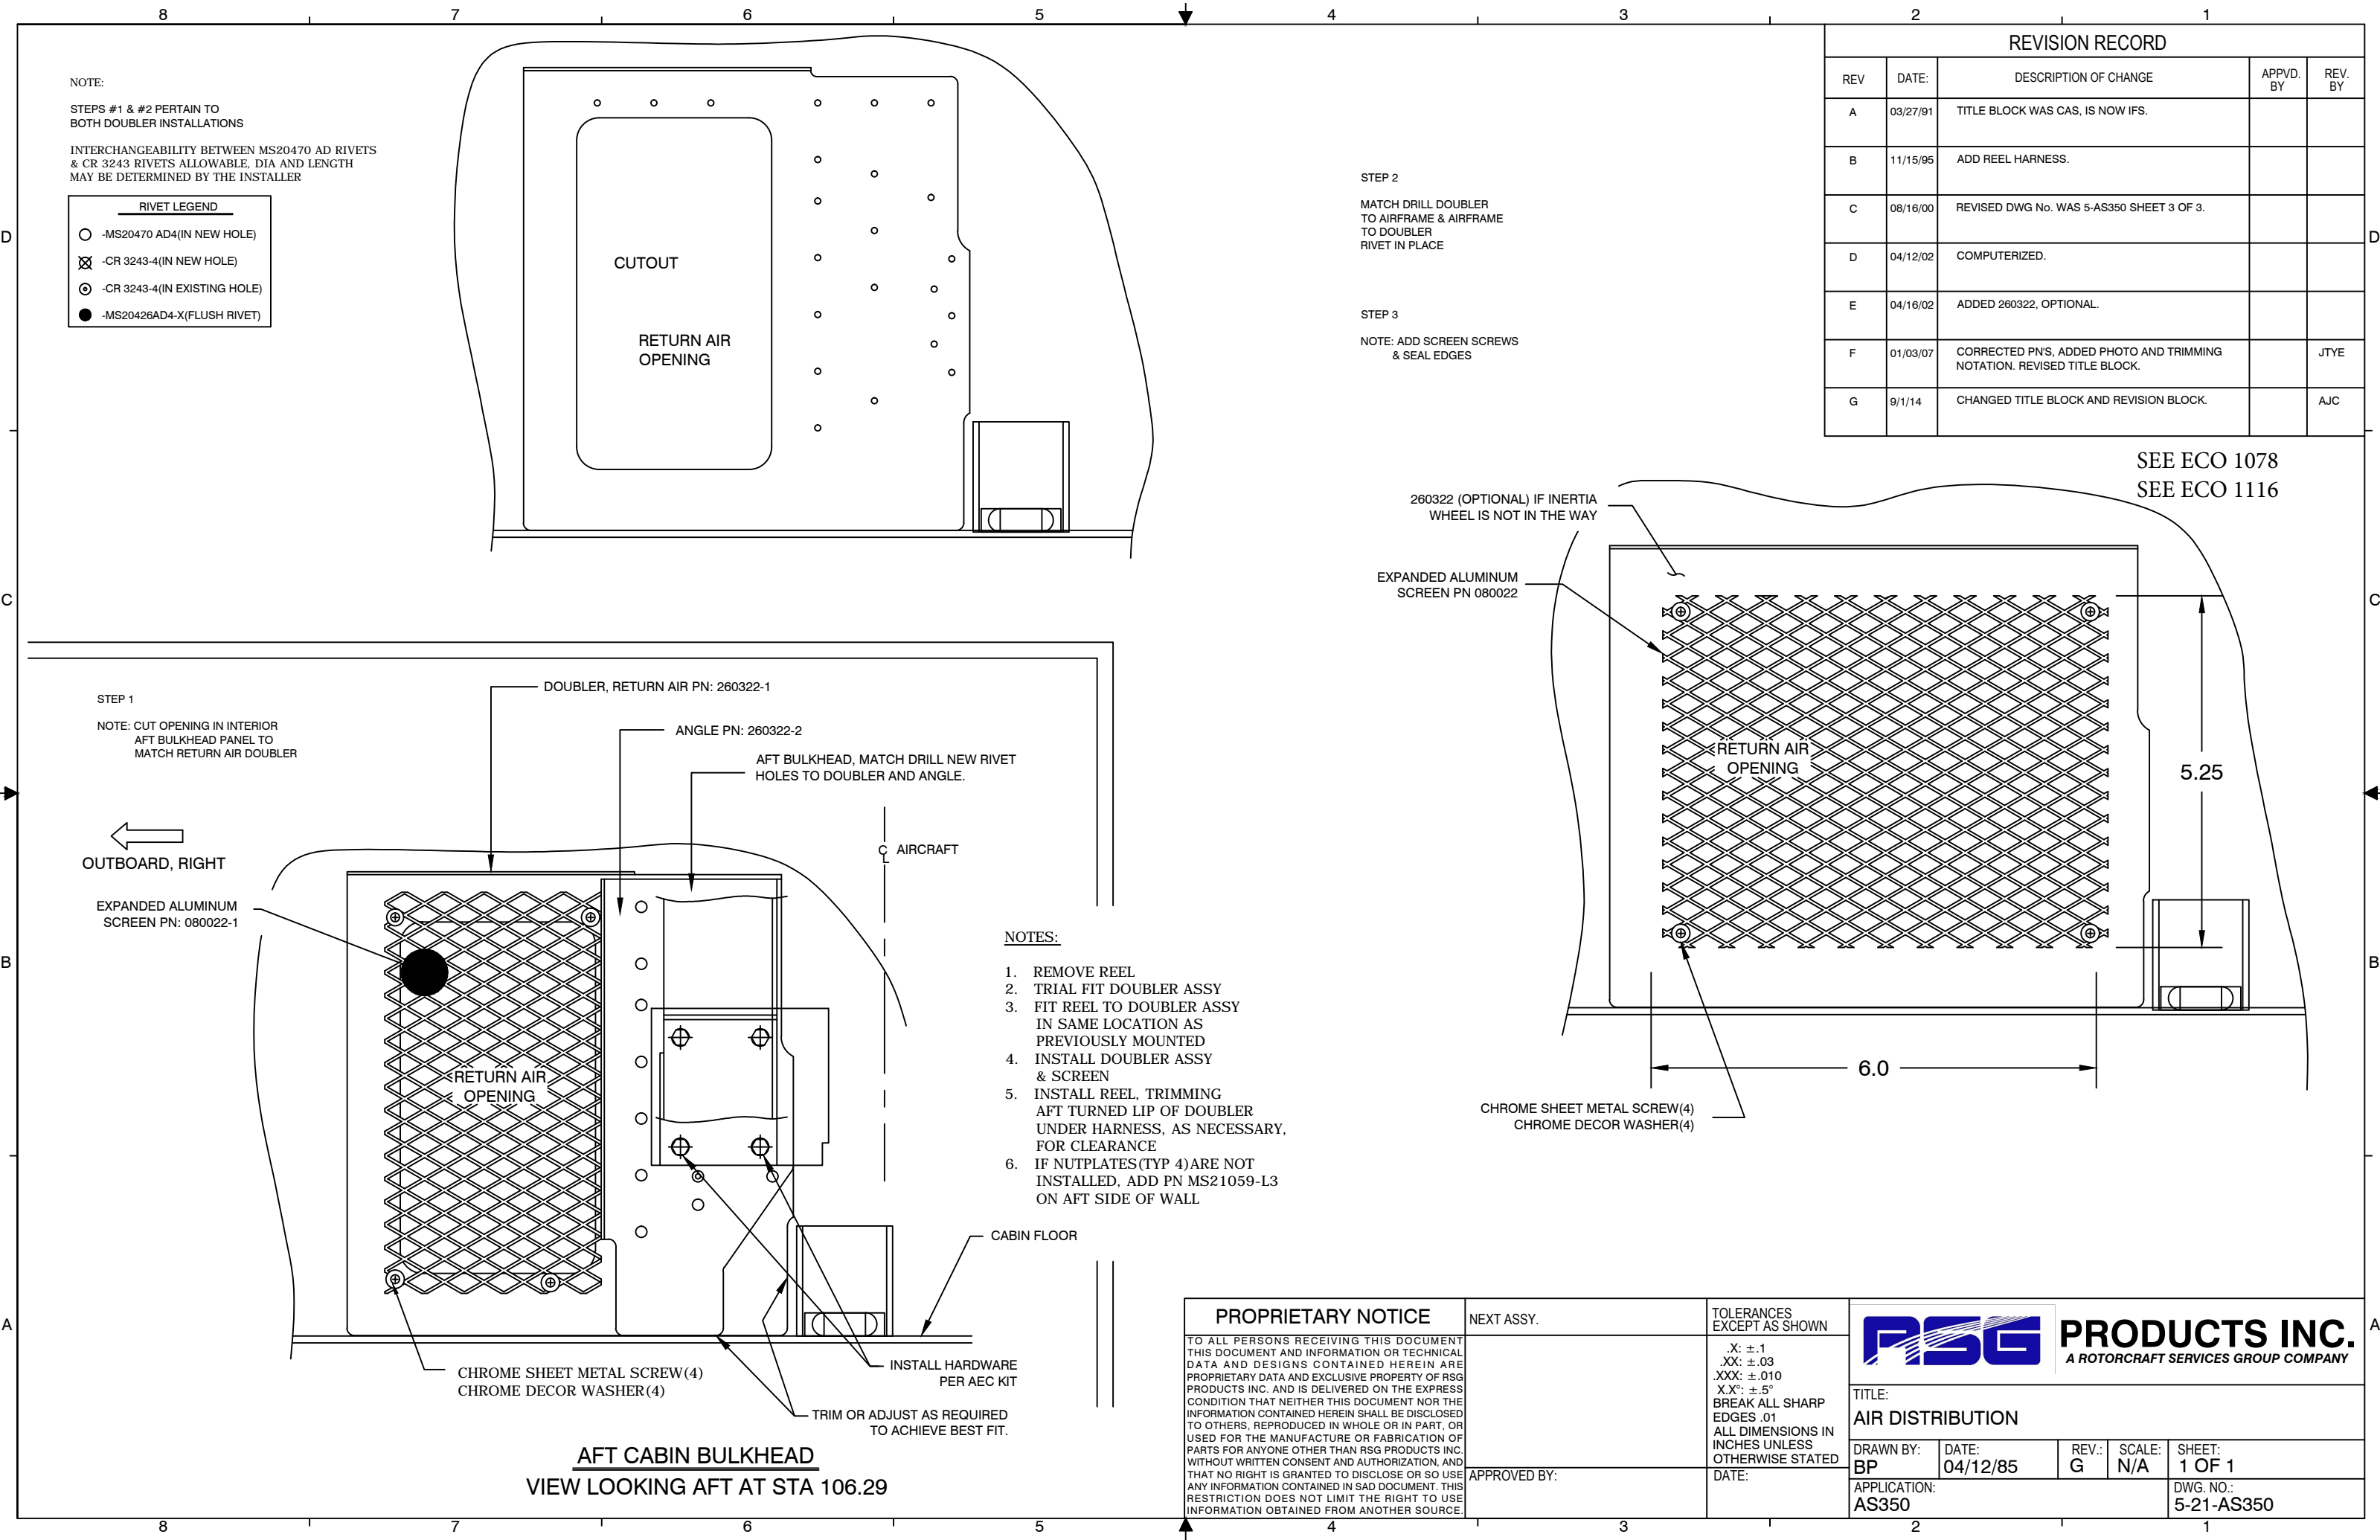 8 7 6 5 4 3 2 1
NOTE:
STEPS #1 & #2 PERTAIN TO
BOTH DOUBLER INSTALLATIONS
INTERCHANGEABILITY BETWEEN MS20470 AD RIVETS
& CR 3243 RIVETS ALLOWABLE, DIA AND LENGTH
MAY BE DETERMINED BY THE INSTALLER
RIVET LEGEND
-MS20470 AD4(IN NEW HOLE)
-CR 3243-4(IN NEW HOLE)
-CR 3243-4(IN EXISTING HOLE)
-MS20426AD4-X(FLUSH RIVET)
CUTOUT
RETURN AIR
OPENING
STEP 2
MATCH DRILL DOUBLER
TO AIRFRAME & AIRFRAME
TO DOUBLER
RIVET IN PLACE
STEP 3
NOTE: ADD SCREEN SCREWS
& SEAL EDGES
REVISION RECORD
REV DATE: DESCRIPTION OF CHANGE APPVD. BY REV. BY
A 03/27/91 TITLE BLOCK WAS CAS, IS NOW IFS.
B 11/15/95 ADD REEL HARNESS.
C 08/16/00 REVISED DWG No. WAS 5-AS350 SHEET 3 OF 3.
D 04/12/02 COMPUTERIZED.
E 04/16/02 ADDED 260322, OPTIONAL.
F 01/03/07 CORRECTED PN'S, ADDED PHOTO AND TRIMMING JTYE
NOTATION. REVISED TITLE BLOCK.
G 9/1/14 CHANGED TITLE BLOCK AND REVISION BLOCK. AJC
SEE ECO 1078
SEE ECO 1116
D
D
C
C
B
B
A
A
260322 (OPTIONAL) IF INERTIA
WHEEL IS NOT IN THE WAY
EXPANDED ALUMINUM
SCREEN PN 080022
RETURN AIR
OPENING
5.25
6.0
CHROME SHEET METAL SCREW(4)
CHROME DECOR WASHER(4)
STEP 1
NOTE: CUT OPENING IN INTERIOR
AFT BULKHEAD PANEL TO
MATCH RETURN AIR DOUBLER
DOUBLER, RETURN AIR PN: 260322-1
ANGLE PN: 260322-2
AFT BULKHEAD, MATCH DRILL NEW RIVET
HOLES TO DOUBLER AND ANGLE.
OUTBOARD, RIGHT
CL AIRCRAFT
EXPANDED ALUMINUM
SCREEN PN: 080022-1
RETURN AIR
OPENING
NOTES:
1. REMOVE REEL
2. TRIAL FIT DOUBLER ASSY
3. FIT REEL TO DOUBLER ASSY
IN SAME LOCATION AS
PREVIOUSLY MOUNTED
4. INSTALL DOUBLER ASSY
& SCREEN
5. INSTALL REEL, TRIMMING
AFT TURNED LIP OF DOUBLER
UNDER HARNESS, AS NECESSARY,
FOR CLEARANCE
6. IF NUTPLATES(TYP 4)ARE NOT
INSTALLED, ADD PN MS21059-L3
ON AFT SIDE OF WALL
CABIN FLOOR
CHROME SHEET METAL SCREW(4)
CHROME DECOR WASHER(4)
INSTALL HARDWARE
PER AEC KIT
TRIM OR ADJUST AS REQUIRED
TO ACHIEVE BEST FIT.
AFT CABIN BULKHEAD
VIEW LOOKING AFT AT STA 106.29
PROPRIETARY NOTICE
TO ALL PERSONS RECEIVING THIS DOCUMENT
THIS DOCUMENT AND INFORMATION OR TECHNICAL
DATA AND DESIGNS CONTAINED HEREIN ARE
PROPRIETARY DATA AND EXCLUSIVE PROPERTY OF RSG
PRODUCTS INC. AND IS DELIVERED ON THE EXPRESS
CONDITION THAT NEITHER THIS DOCUMENT NOR THE
INFORMATION CONTAINED HEREIN SHALL BE DISCLOSED
TO OTHERS, REPRODUCED IN WHOLE OR IN PART, OR
USED FOR THE MANUFACTURE OR FABRICATION OF
PARTS FOR ANYONE OTHER THAN RSG PRODUCTS INC.
WITHOUT WRITTEN CONSENT AND AUTHORIZATION, AND
THAT NO RIGHT IS GRANTED TO DISCLOSE OR SO USE
ANY INFORMATION CONTAINED IN SAD DOCUMENT. THIS
RESTRICTION DOES NOT LIMIT THE RIGHT TO USE
INFORMATION OBTAINED FROM ANOTHER SOURCE.
NEXT ASSY.
APPROVED BY:
TOLERANCES
EXCEPT AS SHOWN
.X: ±.1
.XX: ±.03
.XXX: ±.010
X.X°: ±.5°
BREAK ALL SHARP
EDGES .01
ALL DIMENSIONS IN
INCHES UNLESS
OTHERWISE STATED
DATE:
RSG PRODUCTS INC.
A ROTORCRAFT SERVICES GROUP COMPANY
TITLE:
AIR DISTRIBUTION
DRAWN BY: DATE: REV.: SCALE: SHEET:
BP 04/12/85 G N/A 1 OF 1
APPLICATION: DWG. NO.:
AS350 5-21-AS350
8 7 6 5 4 3 2 1